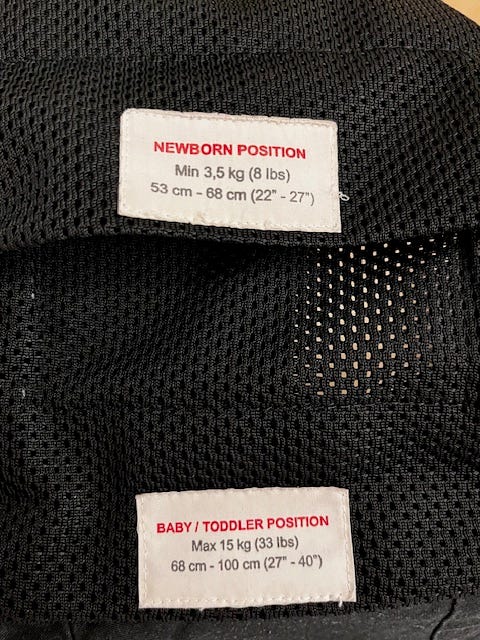 NEWBORN POSITION
Min 3,5 kg (8 lbs)
53 cm - 68 cm (22" - 27")
BABY / TODDLER POSITION
Max 15 kg (33 lbs)
68 cm - 100 cm (27" - 40")